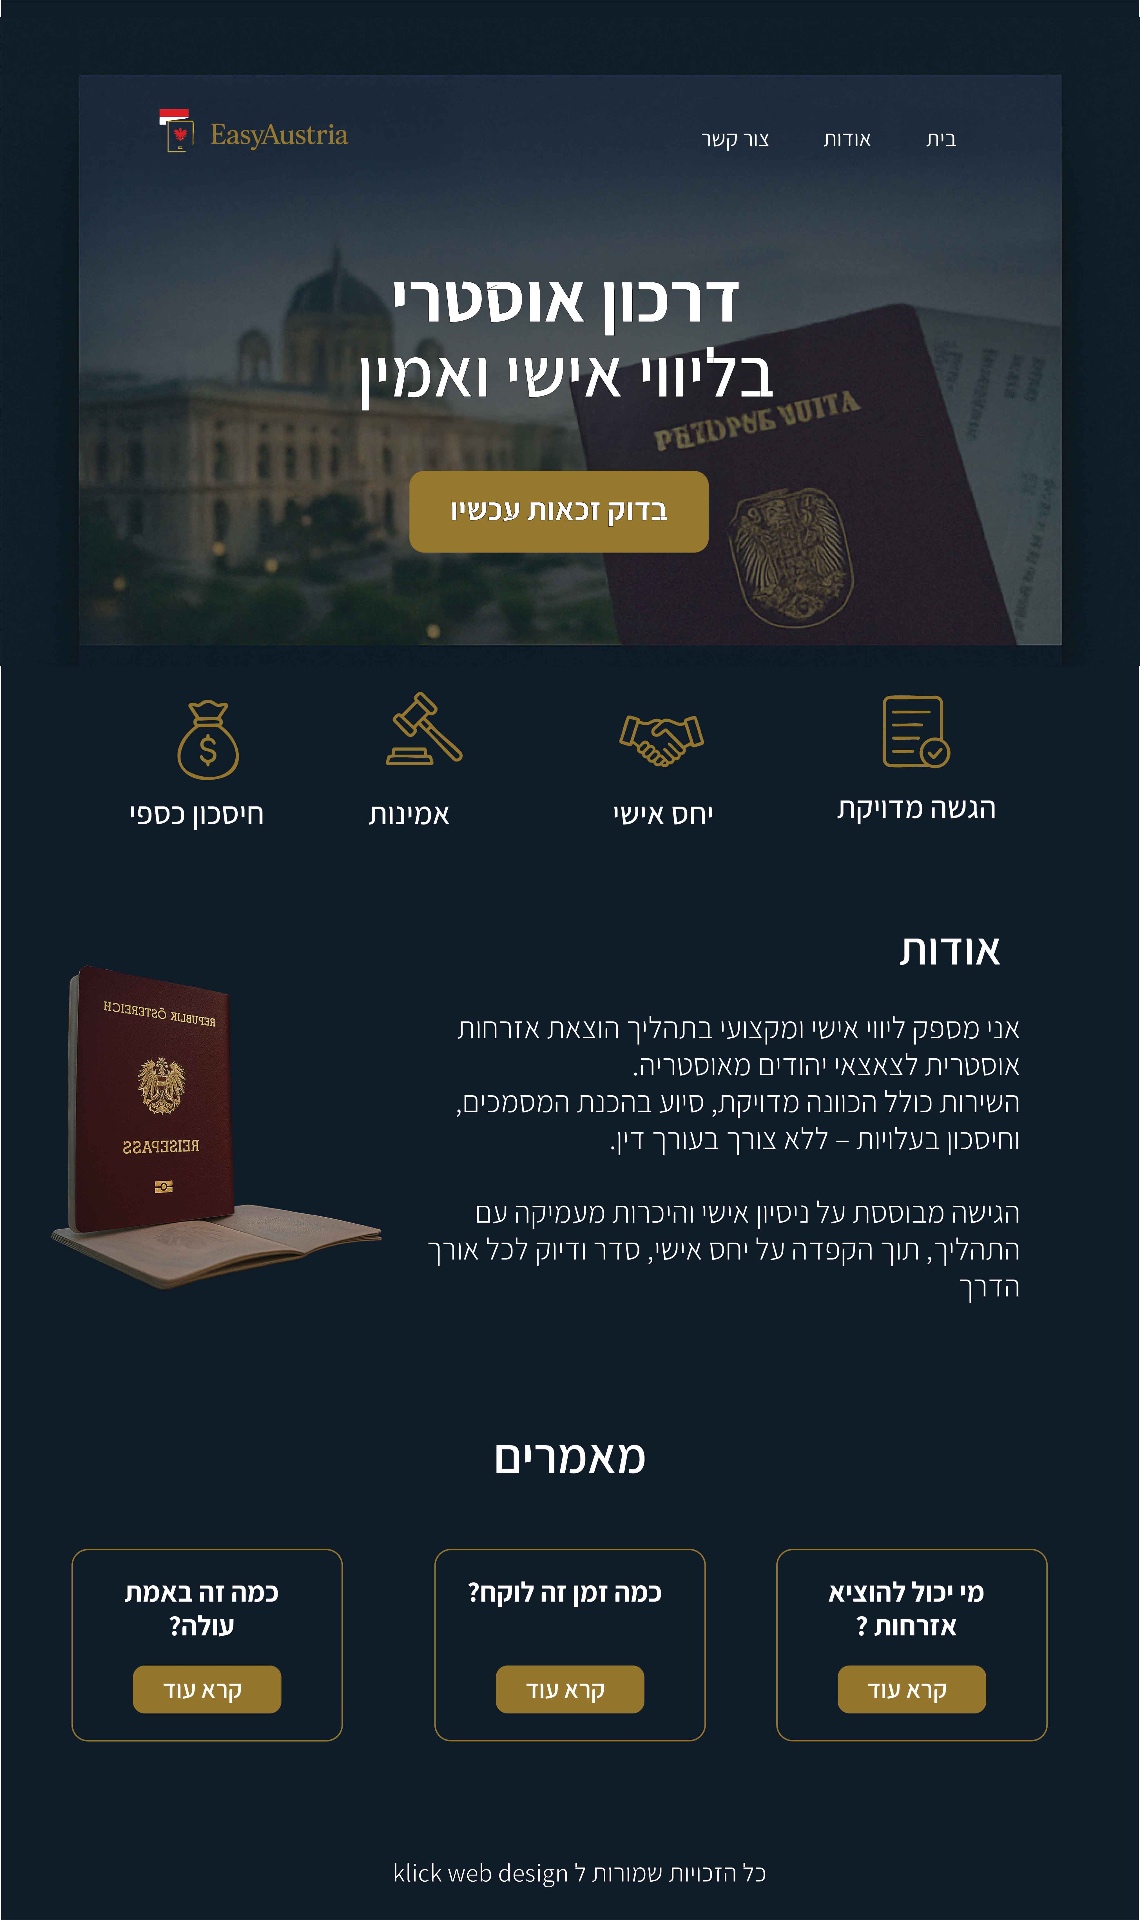 EasyAustria
בית
אודות
צור קשר
דרכון אוסטרי
בליווי אישי ואמין
בדוק זכאות עכשיו
הגשה מדויקת
יחס אישי
אמינות
חיסכון כספי
אודות
אני מספק ליווי אישי ומקצועי בתהליך הוצאת אזרחות
אוסטרית לצאצאי יהודים מאוסטריה.
השירות כולל הכוונה מדויקת, סיוע בהכנת המסמכים,
וחיסכון בעלויות – ללא צורך בעורך דין.
הגישה מבוססת על ניסיון אישי והיכרות מעמיקה עם
התהליך, תוך הקפדה על יחס אישי, סדר ודיוק לכל אורך
הדרך
REPUBLIK ÖSTERREICH
REISEPASS
מאמרים
מי יכול להוציא
אזרחות ?
קרא עוד
כמה זמן זה לוקח?
קרא עוד
כמה זה באמת
עולה?
קרא עוד
כל הזכויות שמורות ל klick web design